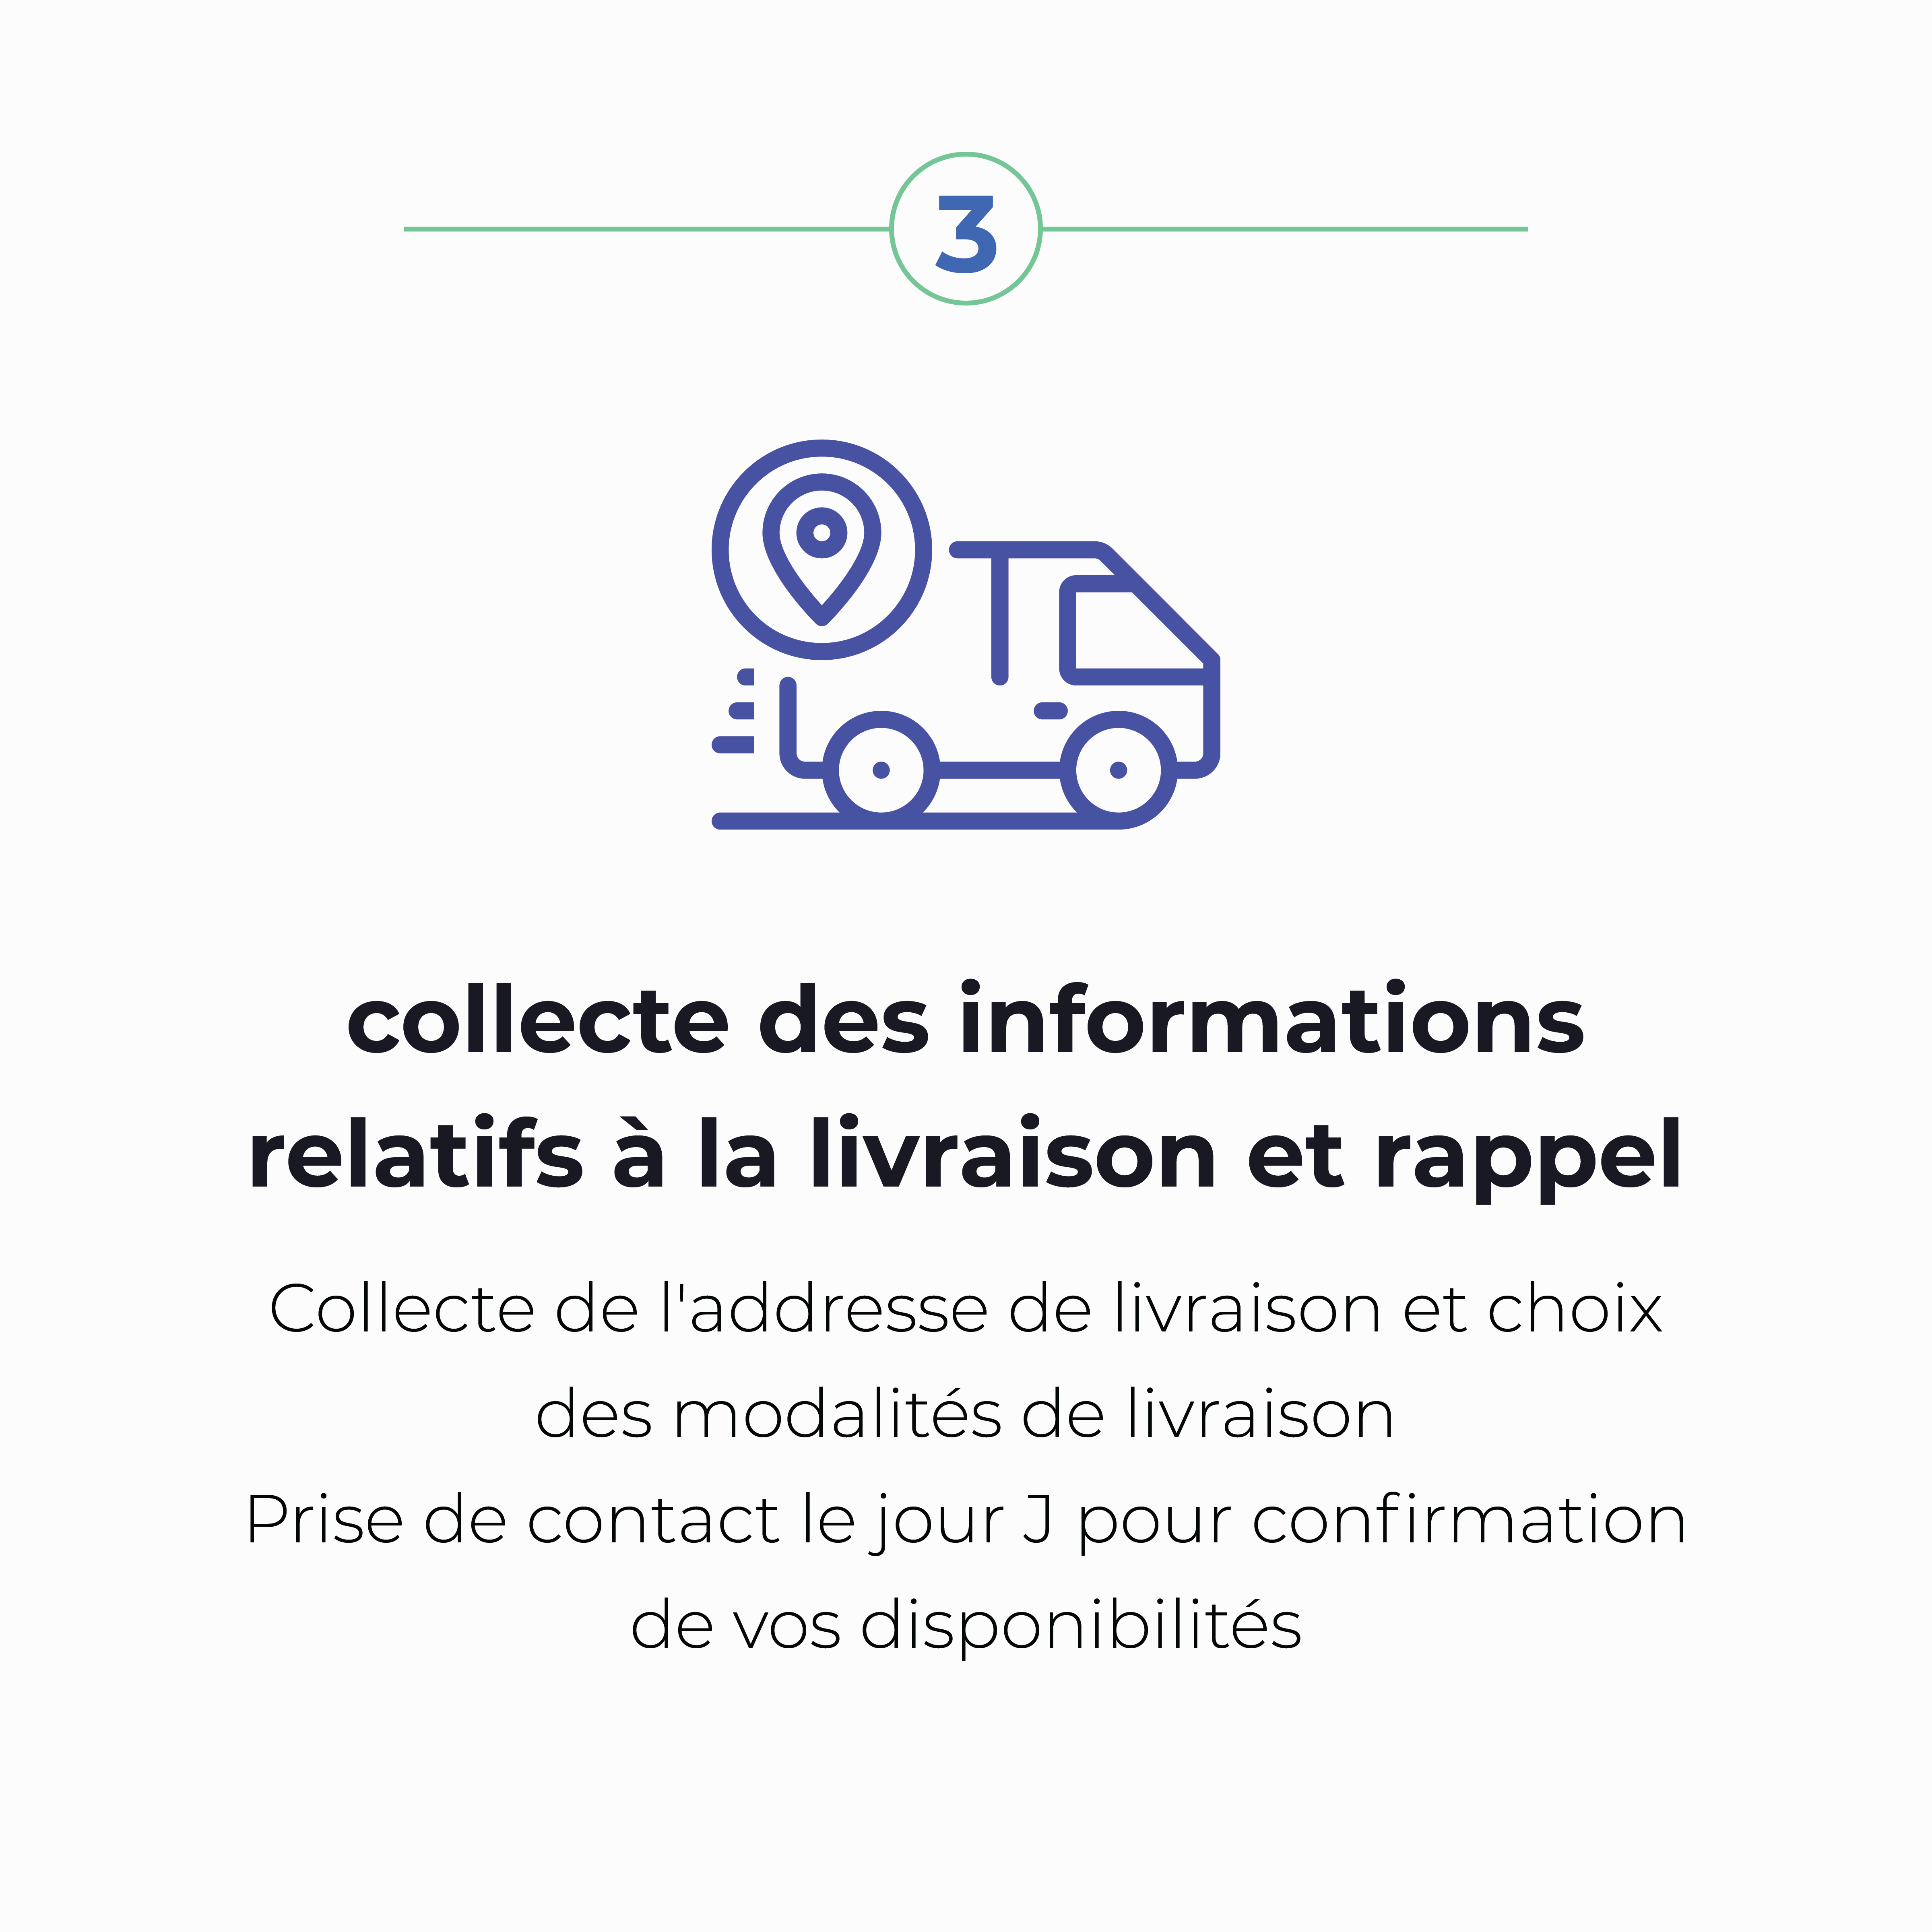 3
collecte des informations
relatifs à la livraison et rappel
Collecte de l'addresse de livraison et choix
des modalités de livraison
Prise de contact le jour J pour confirmation
de vos disponibilités